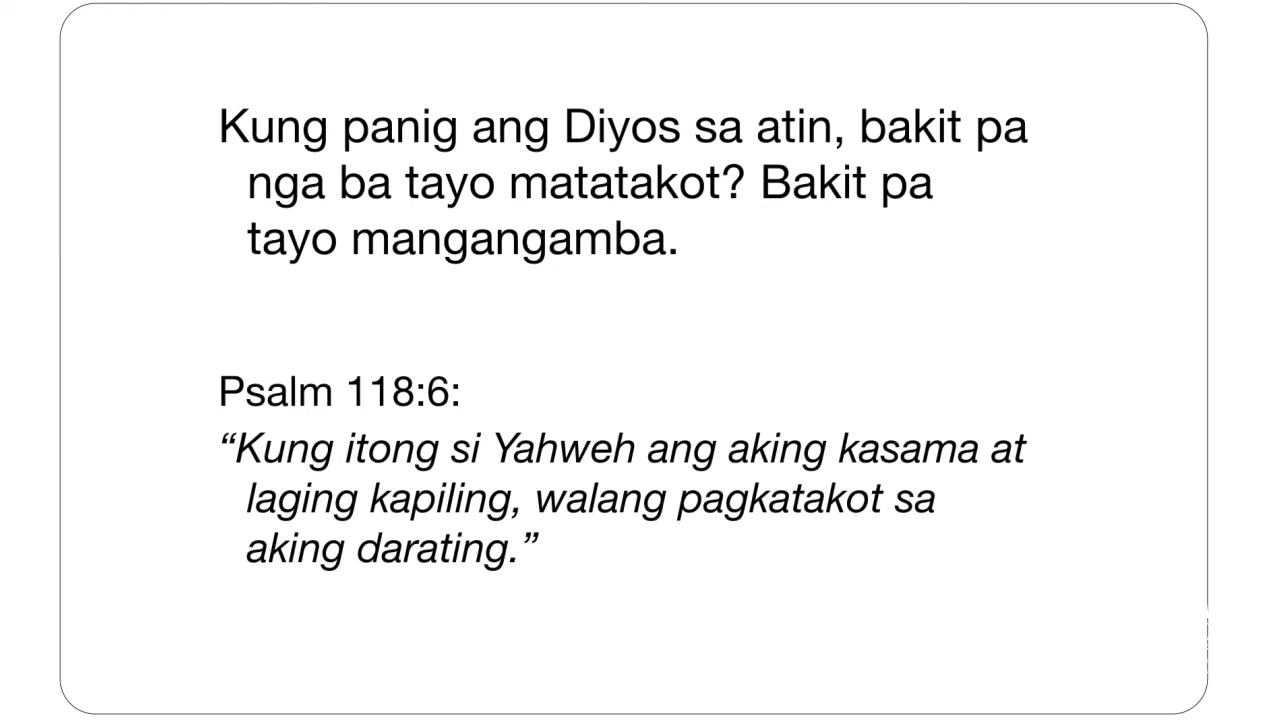 Kung panig ang Diyos sa atin, bakit pa
nga ba tayo matatakot? Bakit pa
tayo mangangamba.
Psalm 118:6:
“Kung itong si Yahweh ang aking kasama at
laging kapiling, walang pagkatakot sa
aking darating.”